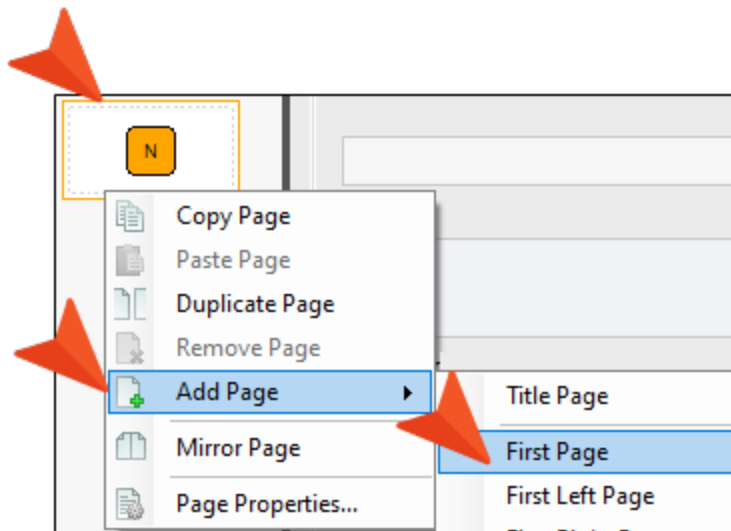 N
Copy Page
Paste Page
Duplicate Page
Remove Page
Add Page
Title Page
Mirror Page
First Page
Page Properties...
First Left Page